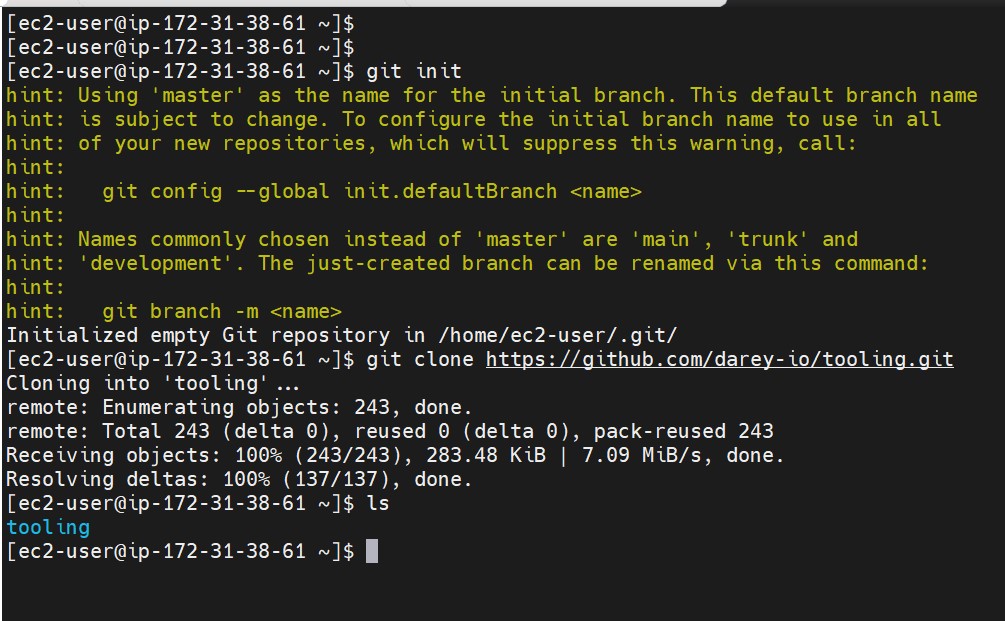 [ec2-user@ip-172-31-38-61 ~]$
[ec2-user@ip-172-31-38-61 ~]$
[ec2-user@ip-172-31-38-61 ~]$ git init
hint: Using 'master' as the name for the initial branch. This default branch name
hint: is subject to change. To configure the initial branch name to use in all
hint: of your new repositories, which will suppress this warning, call:
hint:
hint:   git config --global init.defaultBranch <name>
hint:
hint: Names commonly chosen instead of 'master' are 'main', 'trunk' and
hint: 'development'. The just-created branch can be renamed via this command:
hint:
hint:   git branch -m <name>
Initialized empty Git repository in /home/ec2-user/.git/
[ec2-user@ip-172-31-38-61 ~]$ git clone https://github.com/darey-io/tooling.git
Cloning into 'tooling'...
remote: Enumerating objects: 243, done.
remote: Total 243 (delta 0), reused 0 (delta 0), pack-reused 243
Receiving objects: 100% (243/243), 283.48 KiB | 7.09 MiB/s, done.
Resolving deltas: 100% (137/137), done.
[ec2-user@ip-172-31-38-61 ~]$ ls
tooling
[ec2-user@ip-172-31-38-61 ~]$